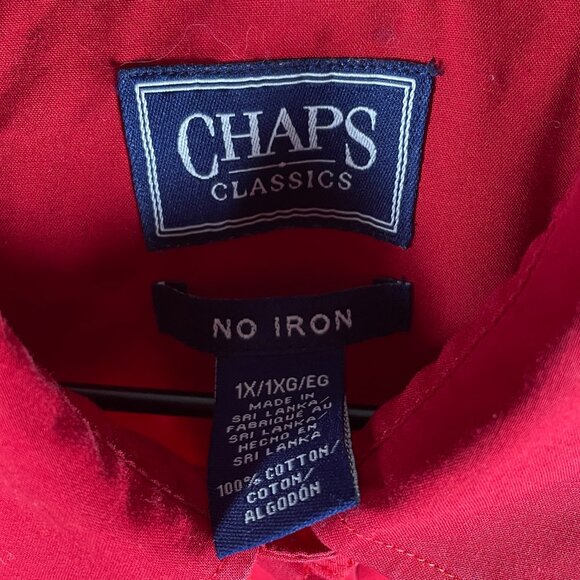 CHAPS
CLASSICS
NO IRON
1X/1XG/EG
MADE IN
SRI LANKA/
FABRIQUÉ AU
SRI LANKA/
HECHO EN
SRI LANKA
100% COTTON/
COTON/
ALGODÓN